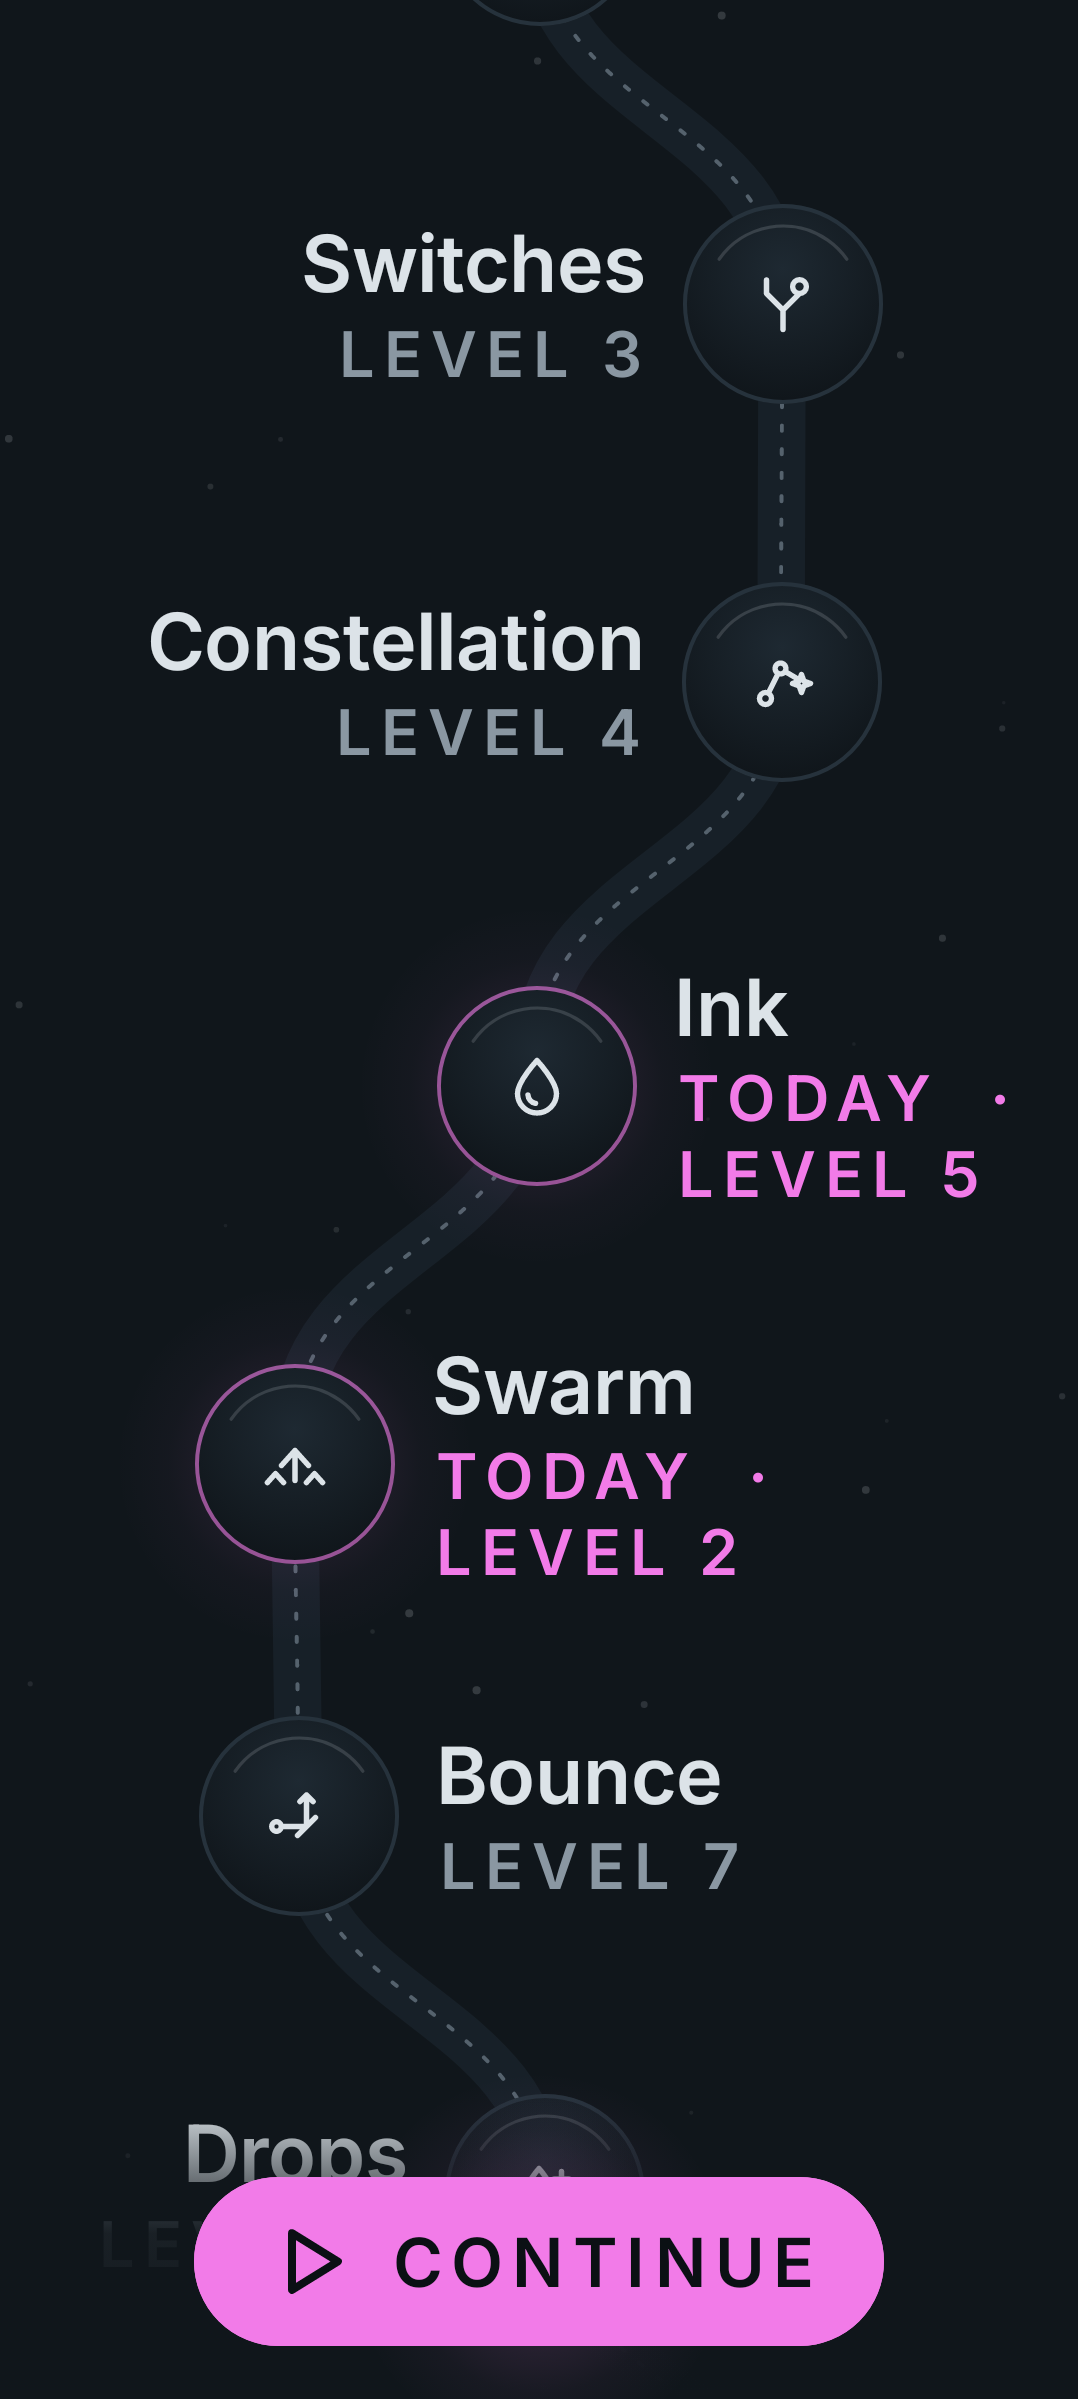 Switches
LEVEL 3
Constellation
LEVEL 4
Ink
TODAY ·
LEVEL 5
Swarm
TODAY ·
LEVEL 2
Bounce
LEVEL 7
Drops
CONTINUE